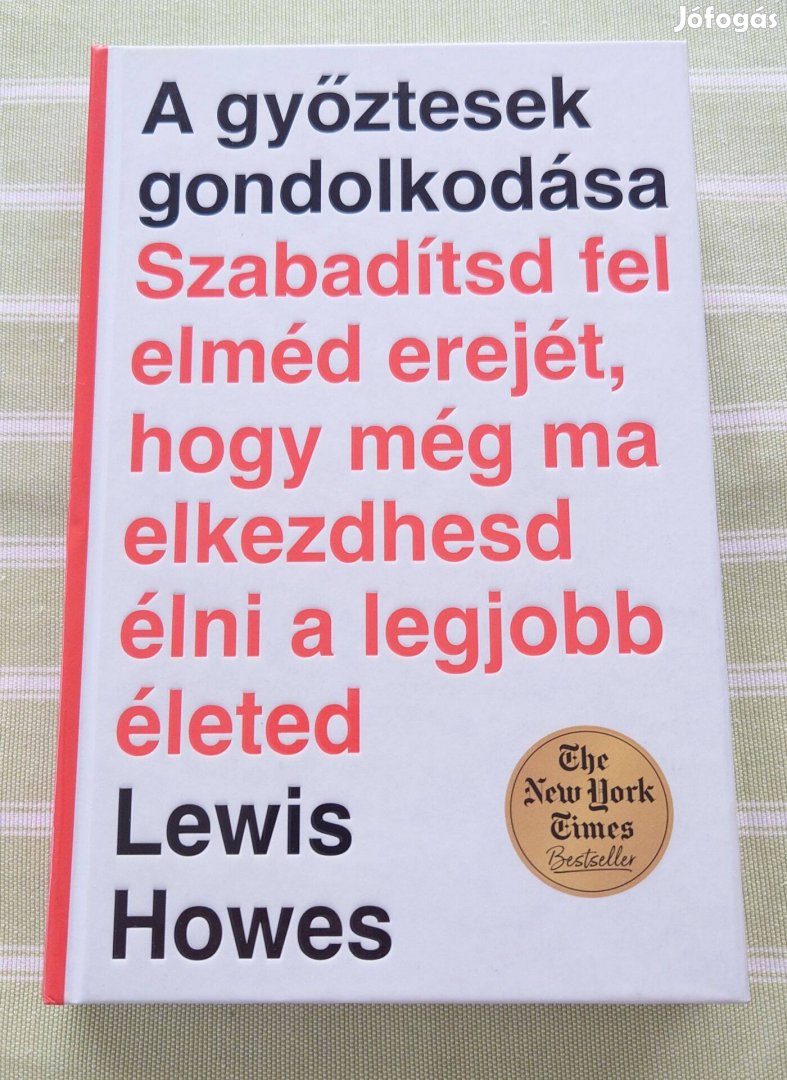 Jófogás
A győztesek
gondolkodása
Szabadítsd fel
elméd erejét,
hogy még ma
elkezdhesd
élni a legjobb
életed
Lewis
Howes
The
New York
Times
Bestseller